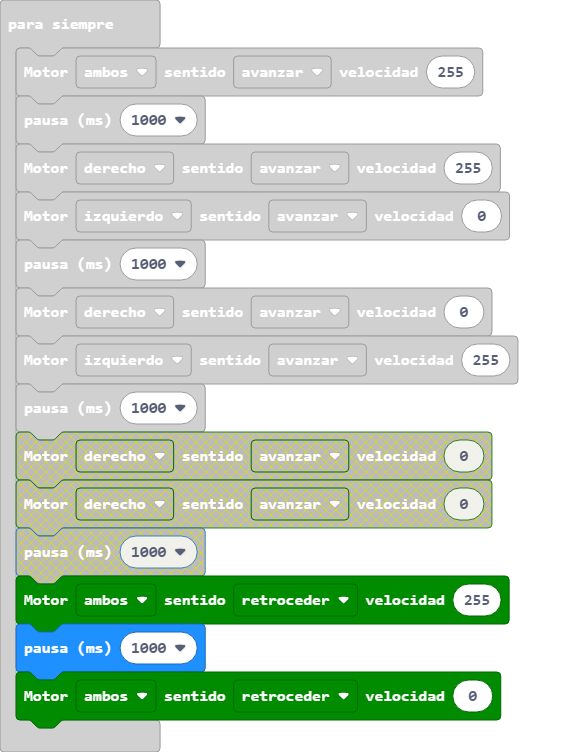 para siempre
Motor ambos sentido avanzar velocidad 255
pausa (ms) 1000
Motor derecho sentido avanzar velocidad 255
Motor izquierdo sentido avanzar velocidad 0
pausa (ms) 1000
Motor derecho sentido avanzar velocidad 0
Motor izquierdo sentido avanzar velocidad 255
pausa (ms) 1000
Motor derecho sentido avanzar velocidad 0
Motor derecho sentido avanzar velocidad 0
pausa (ms) 1000
Motor ambos sentido retroceder velocidad 255
pausa (ms) 1000
Motor ambos sentido retroceder velocidad 0